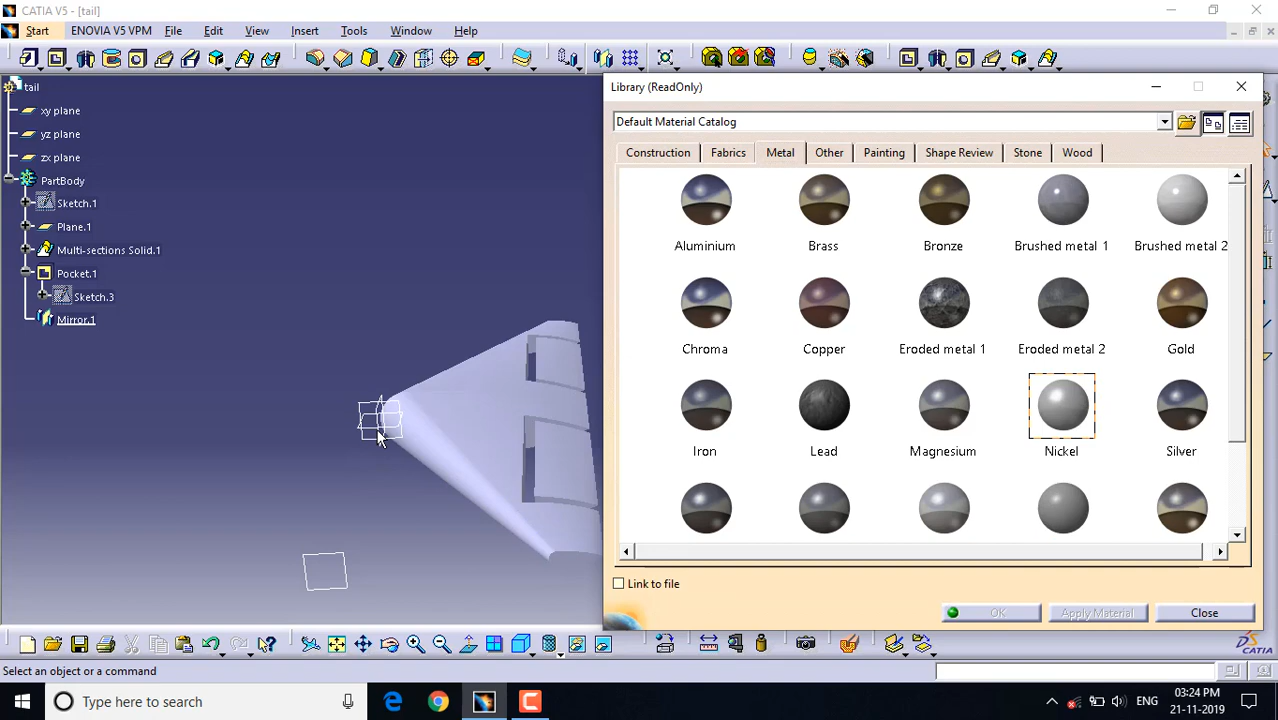 CATIA V5 - [tail]
Start ENOVIA V5 VPM File Edit View Insert Tools Window Help
tail
xy plane
yz plane
zx plane
PartBody
Sketch.1
Plane.1
Multi-sections Solid.1
Pocket.1
Sketch.3
Mirror.1
Library (ReadOnly)
Default Material Catalog
Construction Fabrics Metal Other Painting Shape Review Stone Wood
Aluminium Brass Bronze Brushed metal 1 Brushed metal 2
Chroma Copper Eroded metal 1 Eroded metal 2 Gold
Iron Lead Magnesium Nickel Silver
Link to file
OK Apply Material Close
Select an object or a command
DS CATIA
Type here to search
ENG
03:24 PM
21-11-2019